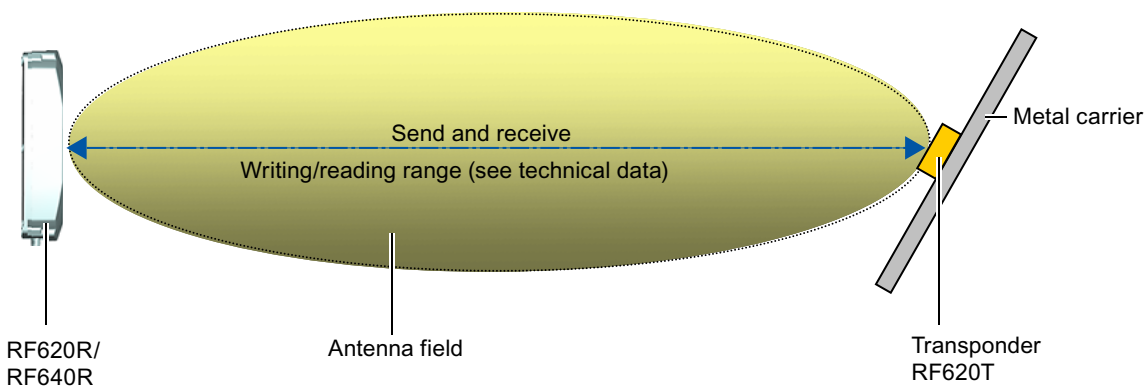 Send and receive
Writing/reading range (see technical data)
Metal carrier
RF620R/
RF640R
Antenna field
Transponder
RF620T